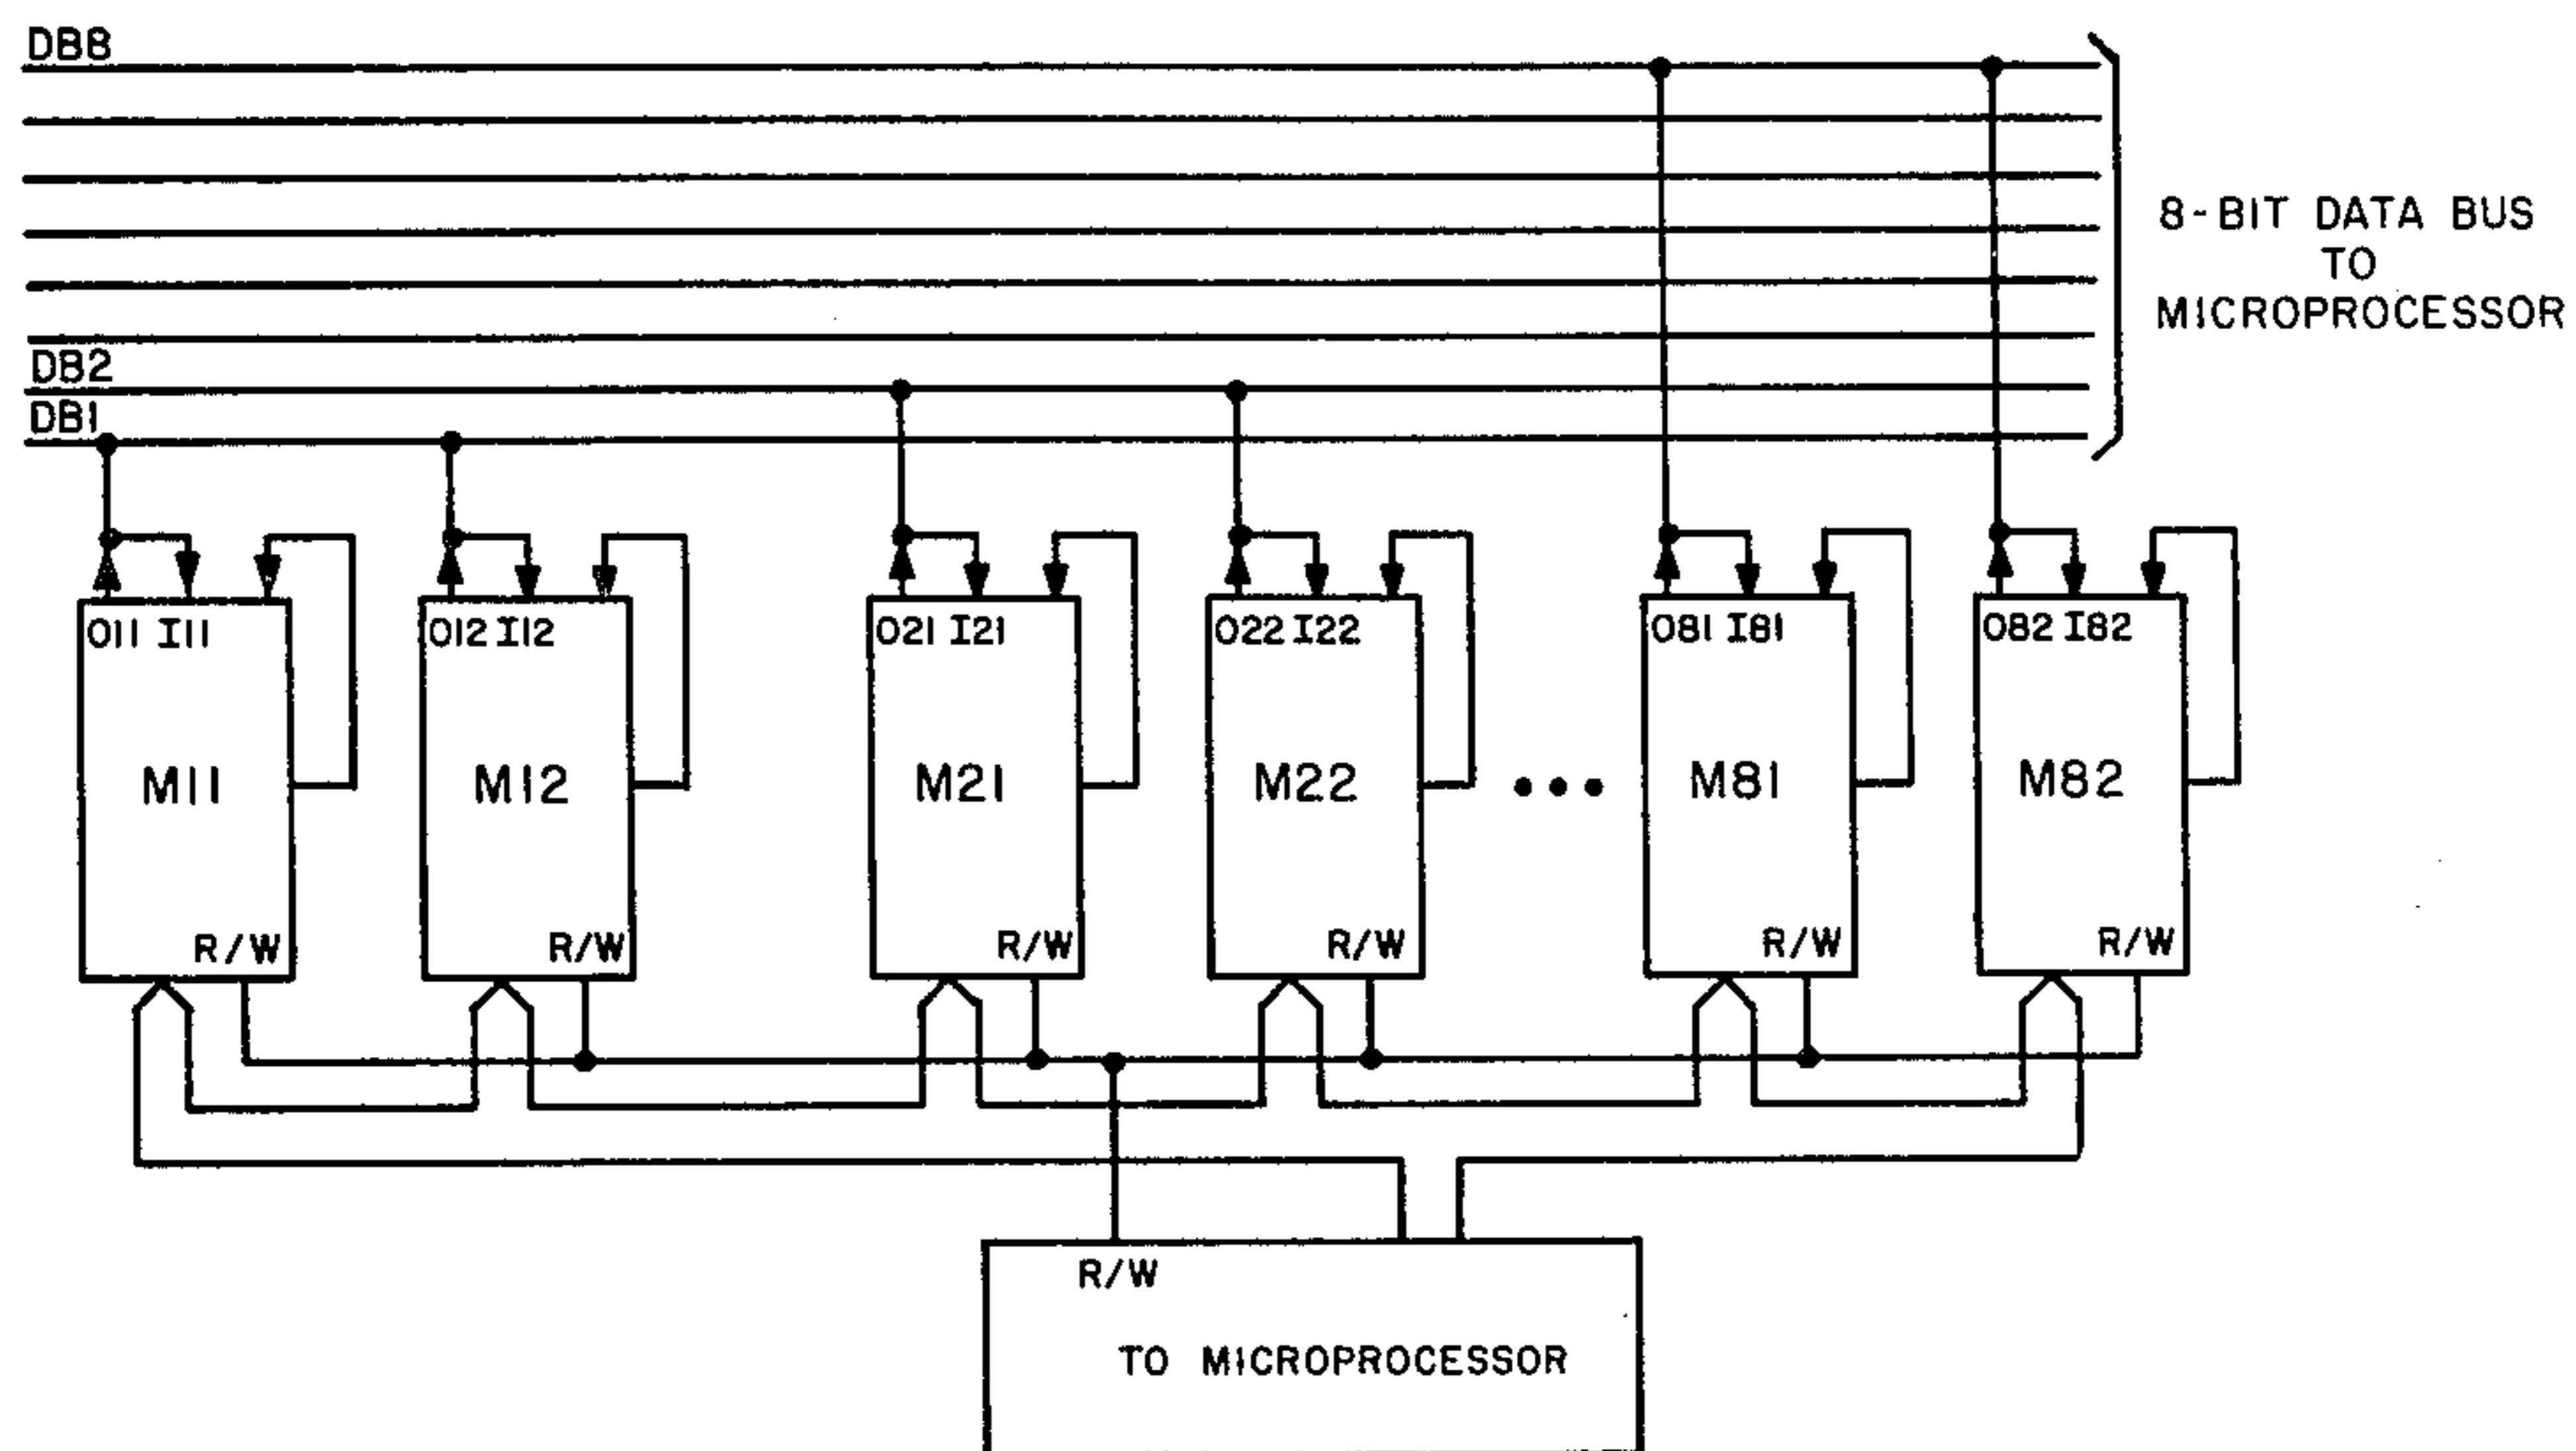 DB8
8-BIT DATA BUS
TO
MICROPROCESSOR
DB2
DB1
O11 I11
O12 I12
O21 I21
O22 I22
O81 I81
O82 I82
M11
M12
M21
M22
M81
M82
R/W
R/W
R/W
R/W
R/W
R/W
R/W
TO MICROPROCESSOR